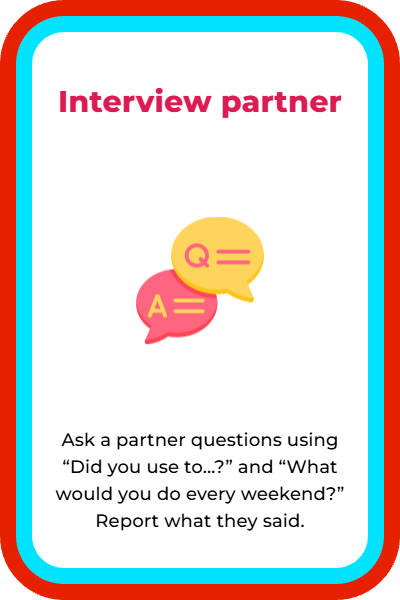 Interview partner
Q
A
Ask a partner questions using
“Did you use to...?” and “What
would you do every weekend?”
Report what they said.